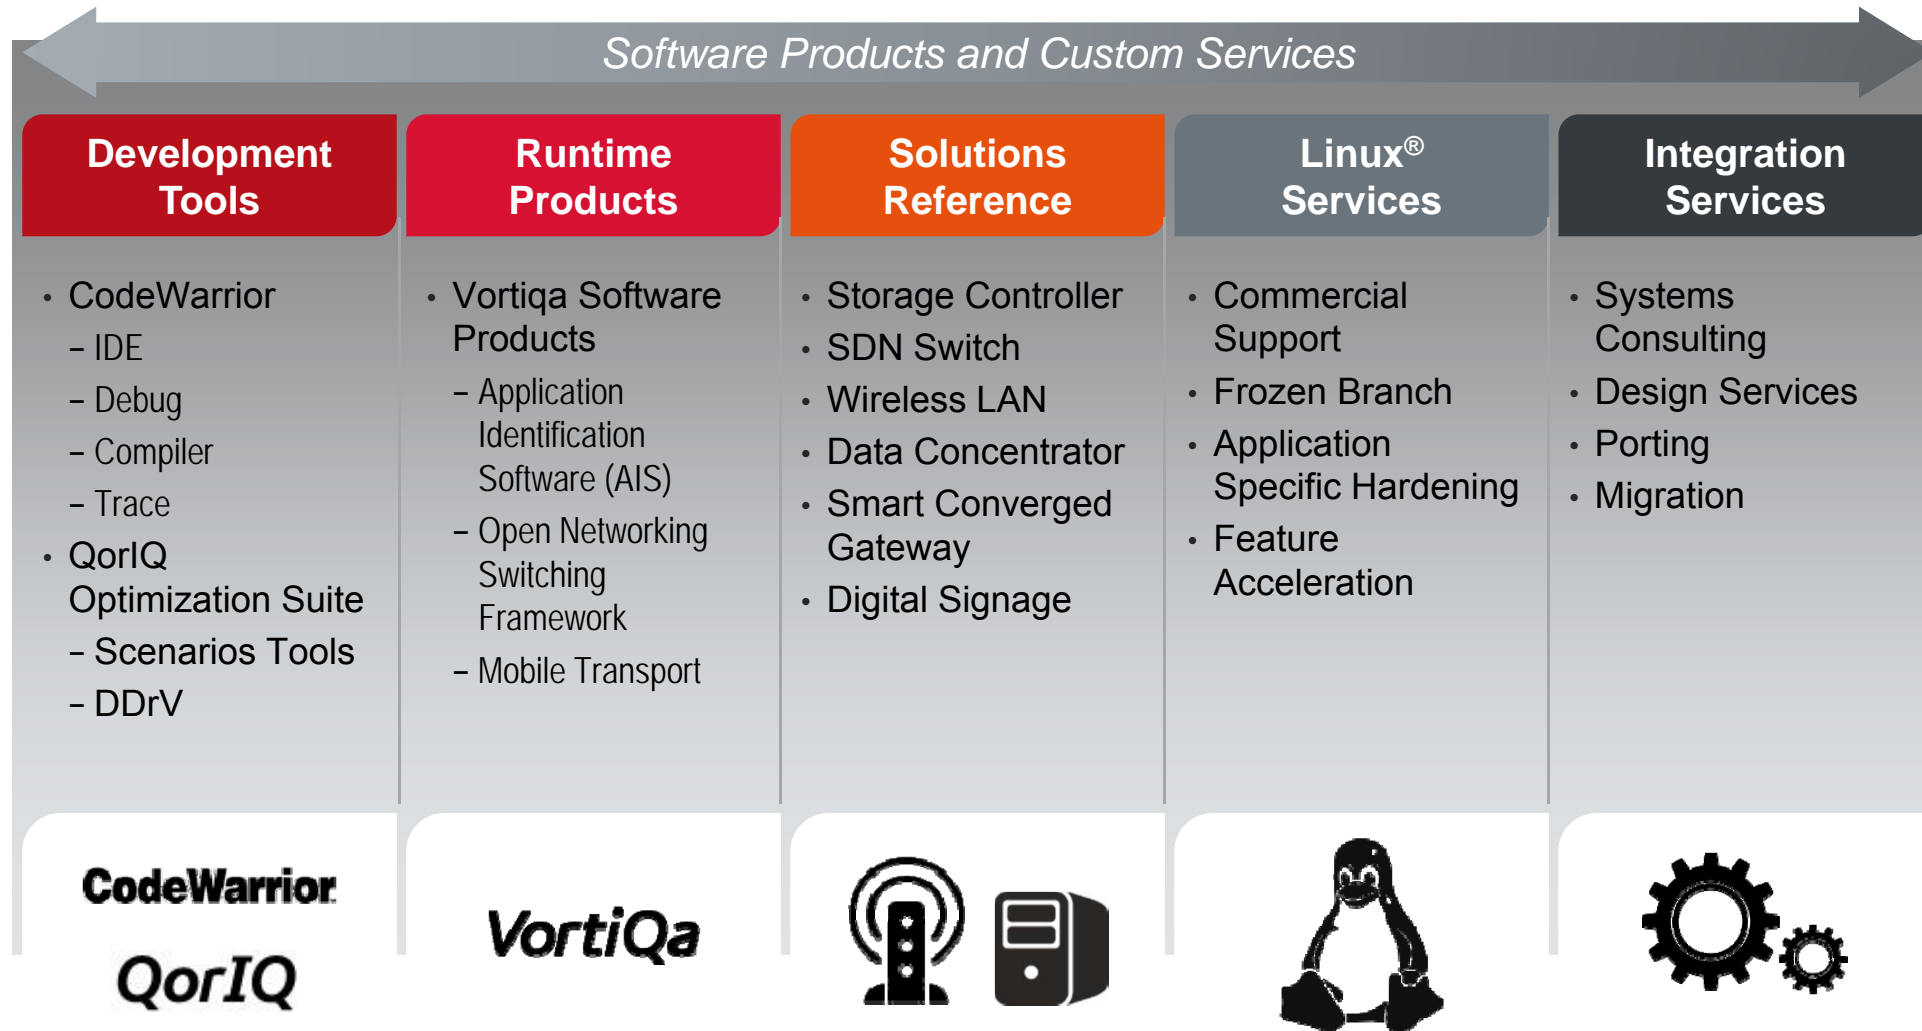 Software Products and Custom Services
Development
Tools
• CodeWarrior
– IDE
– Debug
– Compiler
– Trace
• QorIQ
Optimization Suite
– Scenarios Tools
– DDrV
CodeWarrior
QorIQ
Runtime
Products
• Vortiqa Software
Products
– Application
Identification
Software (AIS)
– Open Networking
Switching
Framework
– Mobile Transport
VortiQa
Solutions
Reference
• Storage Controller
• SDN Switch
• Wireless LAN
• Data Concentrator
• Smart Converged
Gateway
• Digital Signage
Linux®
Services
• Commercial
Support
• Frozen Branch
• Application
Specific Hardening
• Feature
Acceleration
Integration
Services
• Systems
Consulting
• Design Services
• Porting
• Migration